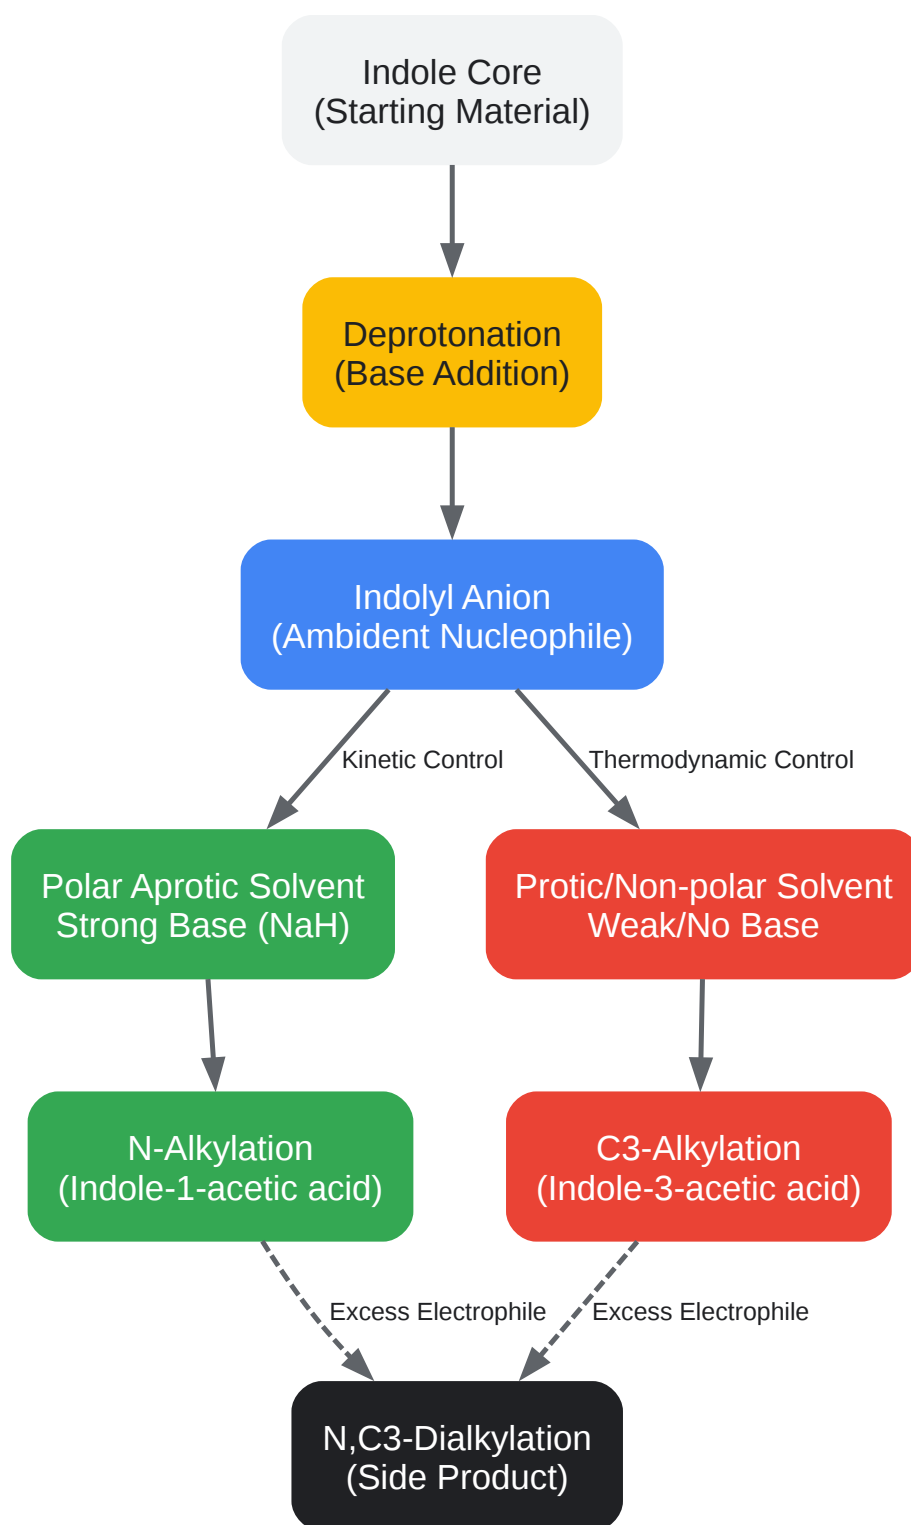 Indole Core
(Starting Material)
Deprotonation
(Base Addition)
Indolyl Anion
(Ambident Nucleophile)
Kinetic Control
Thermodynamic Control
Polar Aprotic Solvent
Strong Base (NaH)
Protic/Non-polar Solvent
Weak/No Base
N-Alkylation
(Indole-1-acetic acid)
C3-Alkylation
(Indole-3-acetic acid)
Excess Electrophile
Excess Electrophile
N,C3-Dialkylation
(Side Product)